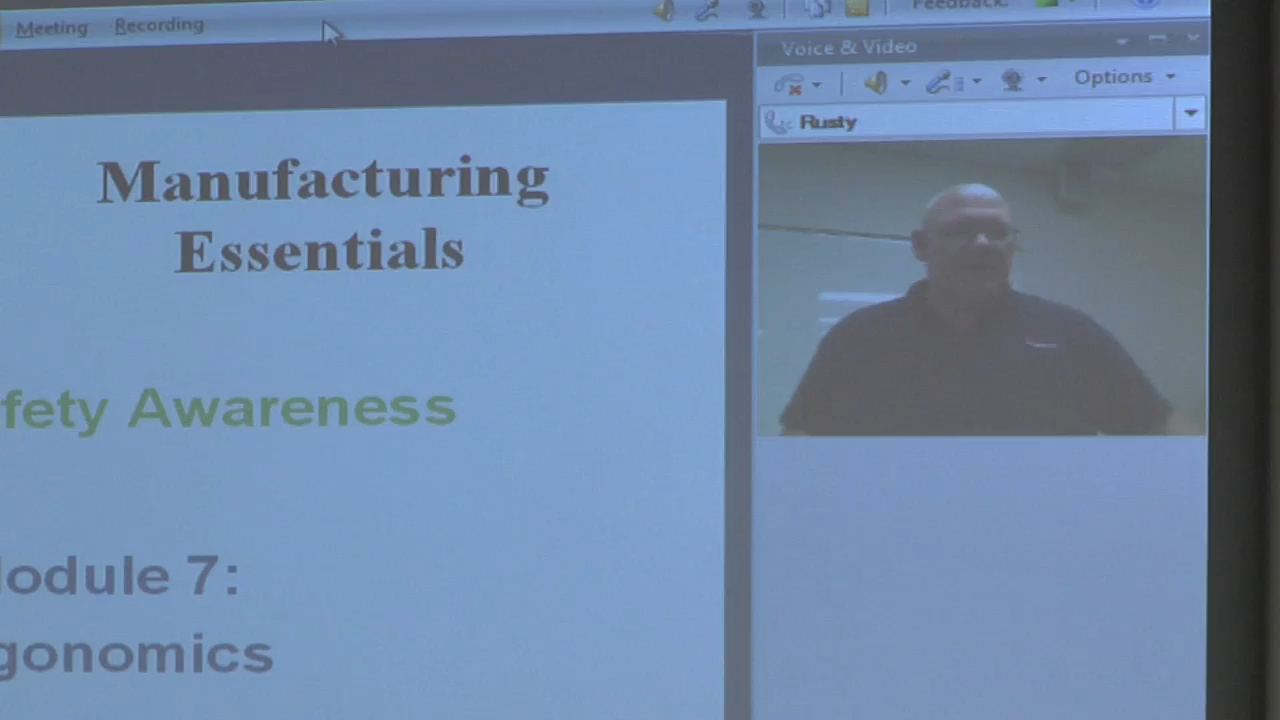 Meeting Recording
Feedback:
Voice & Video
Options
Rusty
Manufacturing
Essentials
fety Awareness
odule 7:
gonomics